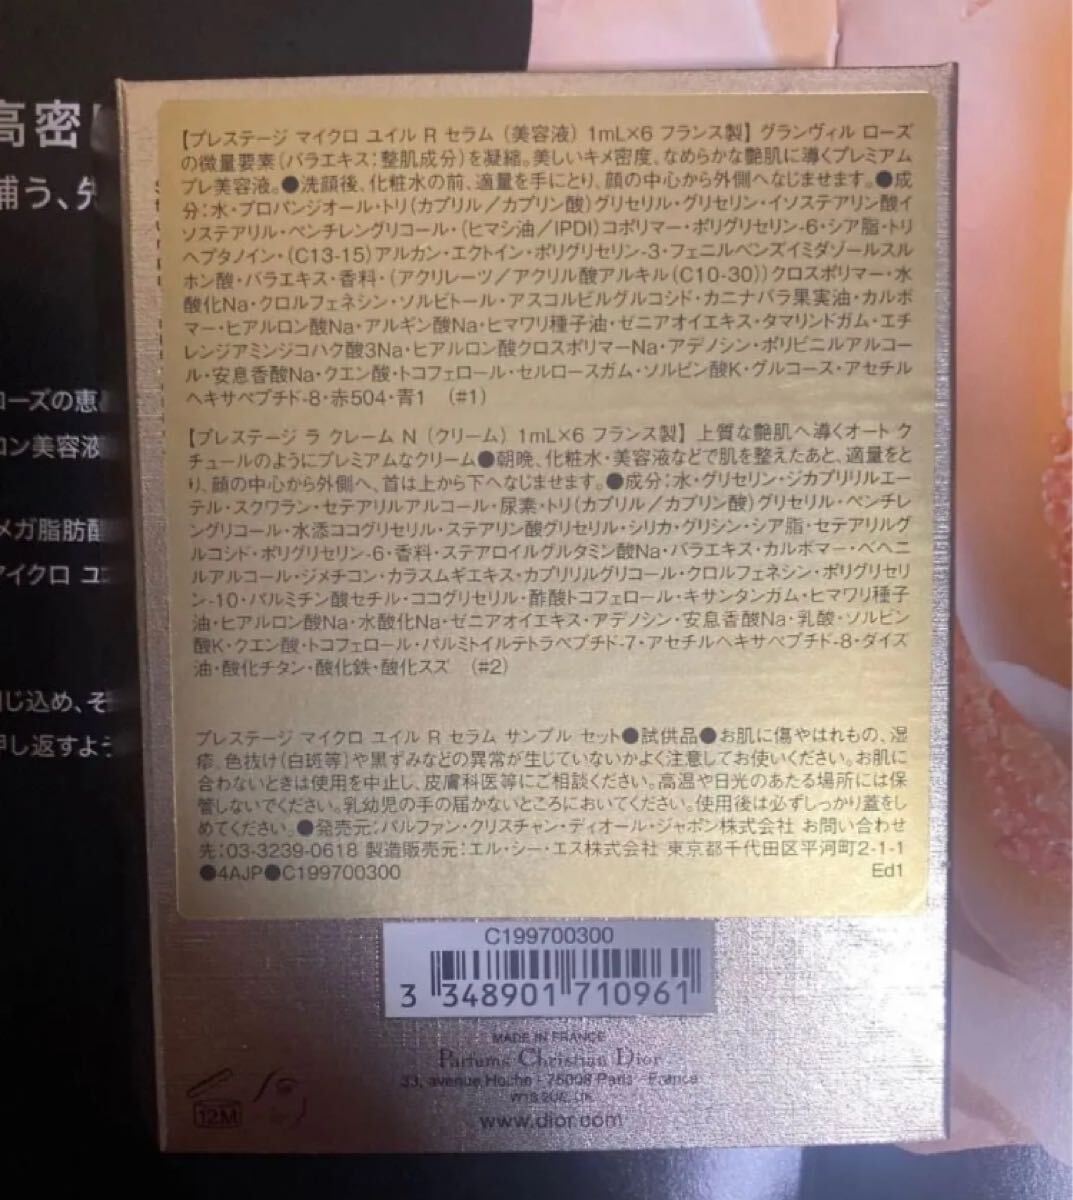 高密
補う、
ローズの恵
ロン美容液
メガ脂肪酸
マイクロ ユ
じ込め、そ
押し返すよう
【プレステージ マイクロ ユイル R セラム (美容液) 1mL×6 フランス製】 グランヴィル ローズ
の微量要素(バラエキス:整肌成分)を凝縮。美しいキメ密度、なめらかな艶肌に導くプレミアム
プレ美容液。●洗顔後、化粧水の前、適量を手にとり、顔の中心から外側へなじませます。●成
分:水・プロパンジオール・トリ(カプリル/カプリン酸)グリセリル・グリセリン・イソステアリン酸イ
ソステアリル・ペンチレングリコール・(ヒマシ油/IPDI)コポリマー・ポリグリセリン-6・シア脂・トリ
ヘプタノイン・(C13-15)アルカン・エクトイン・ポリグリセリン-3・フェニルベンズイミダゾールスル
ホン酸・バラエキス・香料・(アクリレーツ/アクリル酸アルキル(C10-30))クロスポリマー・水
酸化Na・クロルフェネシン・ソルビトール・アスコルビルグルコシド・カニナバラ果実油・カルボ
マー・ヒアルロン酸Na・アルギン酸Na・ヒマワリ種子油・ゼニアオイエキス・タマリンドガム・エチ
レンジアミンジコハク酸3Na・ヒアルロン酸クロスポリマーNa・アデノシン・ポリビニルアルコー
ル・安息香酸Na・クエン酸・トコフェロール・セルロースガム・ソルビン酸K・グルコース・アセチル
ヘキサペプチド-8・赤504・青1 (#1)
【プレステージ ラ クレーム N (クリーム) 1mL×6 フランス製】 上質な艶肌へ導くオート ク
チュールのようにプレミアムなクリーム●朝晩、化粧水・美容液などで肌を整えたあと、適量をと
り、顔の中心から外側へ、首は上から下へなじませます。●成分:水・グリセリン・ジカプリリルエー
テル・スクワラン・セテアリルアルコール・尿素・トリ(カプリル/カプリン酸)グリセリル・ペンチレ
ングリコール・水添ココグリセリル・ステアリン酸グリセリル・シリカ・グリシン・シア脂・セテアリルグ
ルコシド・ポリグリセリン-6・香料・ステアロイルグルタミン酸Na・バラエキス・カルボマー・ベヘニ
ルアルコール・ジメチコン・カラスムギエキス・カプリリルグリコール・クロルフェネシン・ポリグリセリ
ン-10・パルミチン酸セチル・ココグリセリル・酢酸トコフェロール・キサンタンガム・ヒマワリ種子
油・ヒアルロン酸Na・水酸化Na・ゼニアオイエキス・アデノシン・安息香酸Na・乳酸・ソルビン
酸K・クエン酸・トコフェロール・パルミトイルテトラペプチド-7・アセチルヘキサペプチド-8・ダイズ
油・酸化チタン・酸化鉄・酸化スズ (#2)
プレステージ マイクロ ユイル R セラム サンプル セット●試供品●お肌に傷やはれもの、湿
疹、色抜け(白斑等)や黒ずみなどの異常が生じていないかよく注意してお使いください。お肌に
合わないときは使用を中止し、皮膚科医等にご相談ください。高温や日光のあたる場所には保
管しないでください。乳幼児の手の届かないところにおいてください。使用後は必ずしっかり蓋をし
めてください。●発売元:パルファン・クリスチャン・ディオール・ジャポン株式会社 お問い合わせ
先:03-3239-0618 製造販売元:エル・シー・エス株式会社 東京都千代田区平河町2-1-1
●4AJP●C199700300 Ed1
C199700300
3 348901 710961
MADE IN FRANCE
Parfums Christian Dior
33, avenue Hoche - 75008 Paris - France
W1S 2UE, UK
www.dior.com
12M